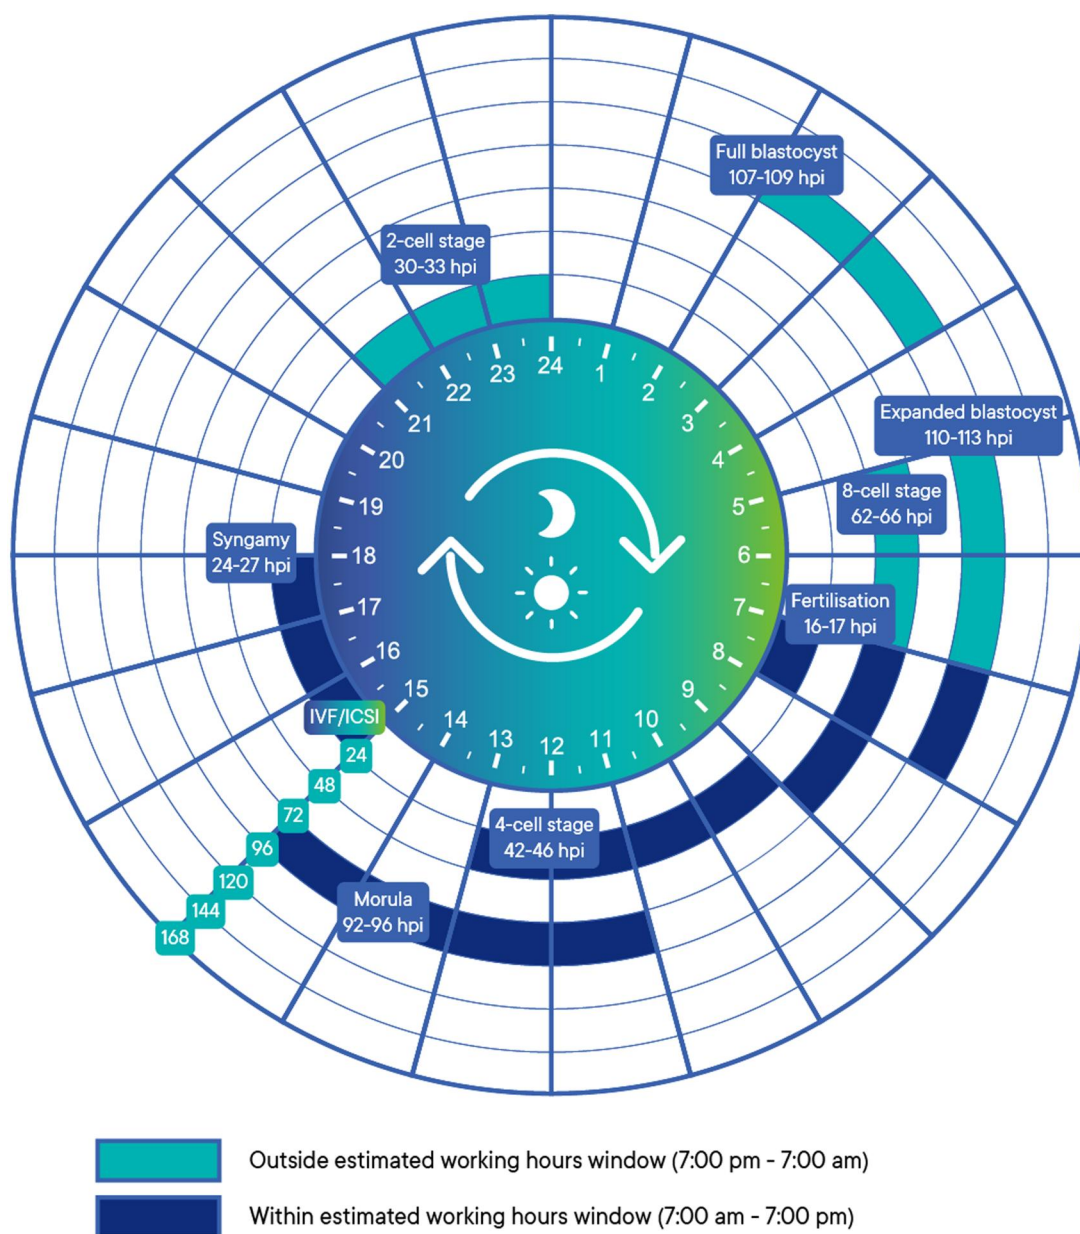 Full blastocyst
107-109 hpi
2-cell stage
30-33 hpi
24
1
2
3
4
5
6
7
8
9
10
11
12
13
14
15
16
17
18
19
20
21
22
23
Expanded blastocyst
110-113 hpi
8-cell stage
62-66 hpi
Syngamy
24-27 hpi
Fertilisation
16-17 hpi
IVF/ICSI
24
48
72
96
120
144
168
4-cell stage
42-46 hpi
Morula
92-96 hpi
Outside estimated working hours window (7:00 pm - 7:00 am)
Within estimated working hours window (7:00 am - 7:00 pm)